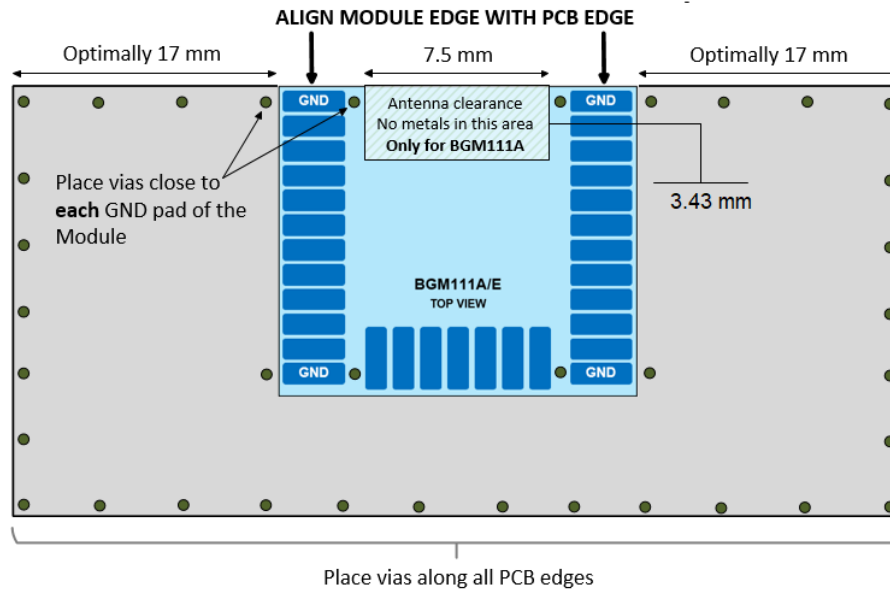 ALIGN MODULE EDGE WITH PCB EDGE
Optimally 17 mm
7.5 mm
Optimally 17 mm
GND
Antenna clearance
No metals in this area
Only for BGM111A
GND
Place vias close to
each GND pad of the
Module
3.43 mm
BGM111A/E
TOP VIEW
GND
GND
Place vias along all PCB edges